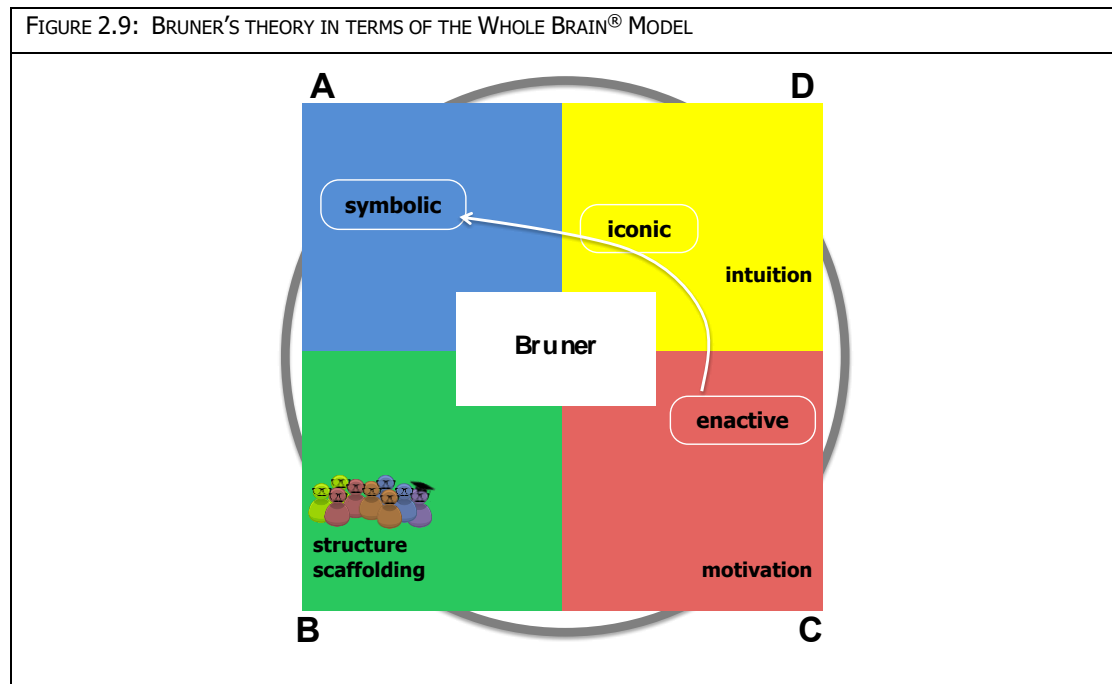 FIGURE 2.9: BRUNER'S THEORY IN TERMS OF THE WHOLE BRAIN® MODEL
A
D
symbolic
iconic
intuition
Bruner
enactive
structure
scaffolding
motivation
B
C